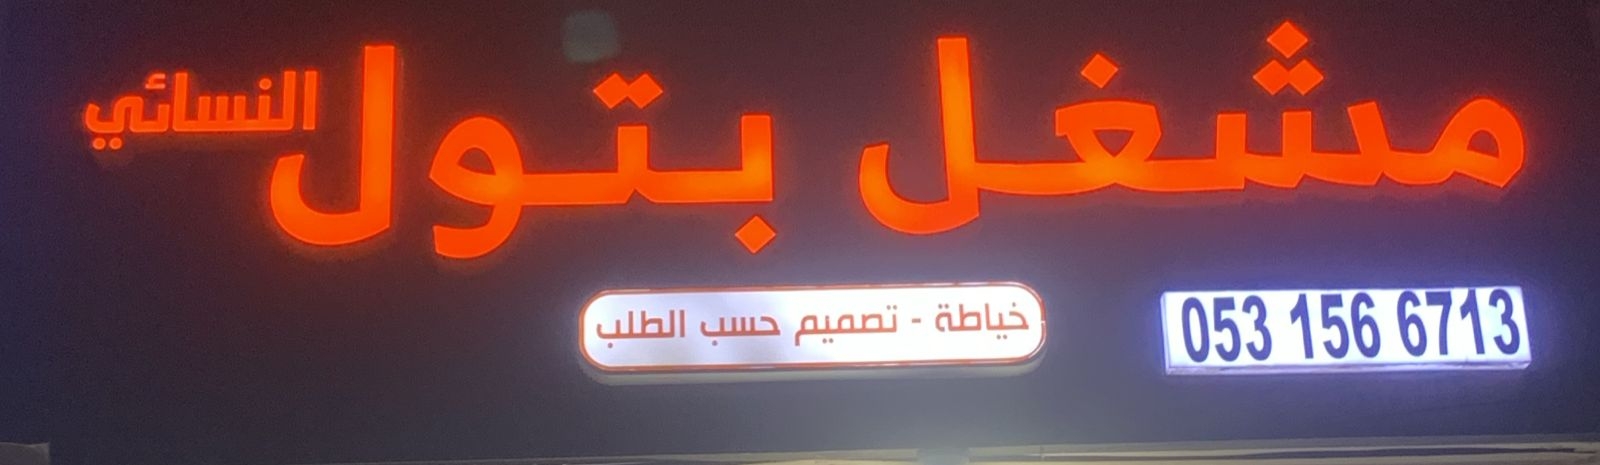 مشغل بتول النسائي
خياطة - تصميم حسب الطلب
053 156 6713